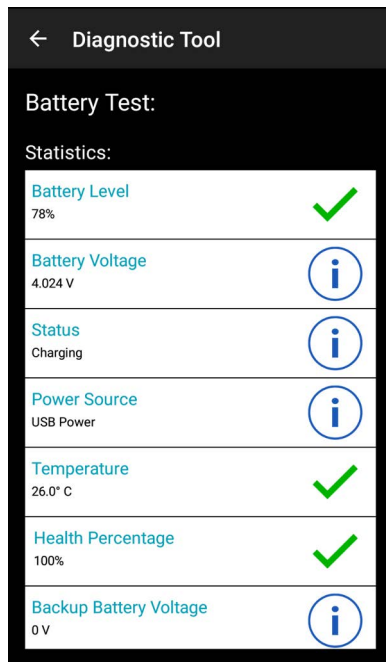 Diagnostic Tool
Battery Test:
Statistics:
Battery Level
78%
Battery Voltage
4.024 V
Status
Charging
Power Source
USB Power
Temperature
26.0° C
Health Percentage
100%
Backup Battery Voltage
0 V